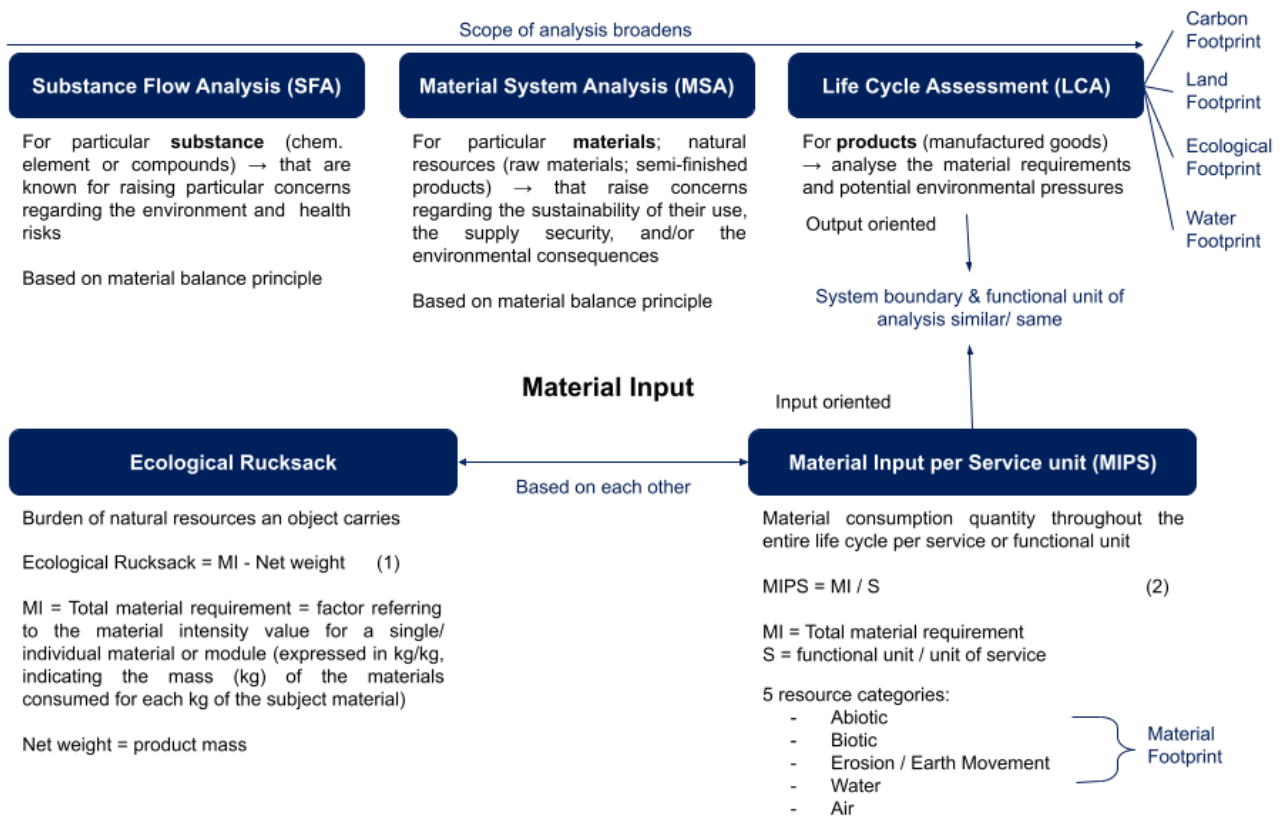 Scope of analysis broadens
Carbon
Footprint
Land
Footprint
Ecological
Footprint
Water
Footprint
Substance Flow Analysis (SFA)
For particular substance (chem.
element or compounds) → that are
known for raising particular concerns
regarding the environment and health
risks
Based on material balance principle
Material System Analysis (MSA)
For particular materials; natural
resources (raw materials; semi-finished
products) → that raise concerns
regarding the sustainability of their use,
the supply security, and/or the
environmental consequences
Based on material balance principle
Life Cycle Assessment (LCA)
For products (manufactured goods)
→ analyse the material requirements
and potential environmental pressures
Output oriented
System boundary & functional unit of
analysis similar/ same
Material Input
Input oriented
Ecological Rucksack
Based on each other
Material Input per Service unit (MIPS)
Burden of natural resources an object carries
Ecological Rucksack = MI - Net weight (1)
MI = Total material requirement = factor referring
to the material intensity value for a single/
individual material or module (expressed in kg/kg,
indicating the mass (kg) of the materials
consumed for each kg of the subject material)
Net weight = product mass
Material consumption quantity throughout the
entire life cycle per service or functional unit
MIPS = MI / S (2)
MI = Total material requirement
S = functional unit / unit of service
5 resource categories:
- Abiotic
- Biotic
- Erosion / Earth Movement
- Water
- Air
Material
Footprint